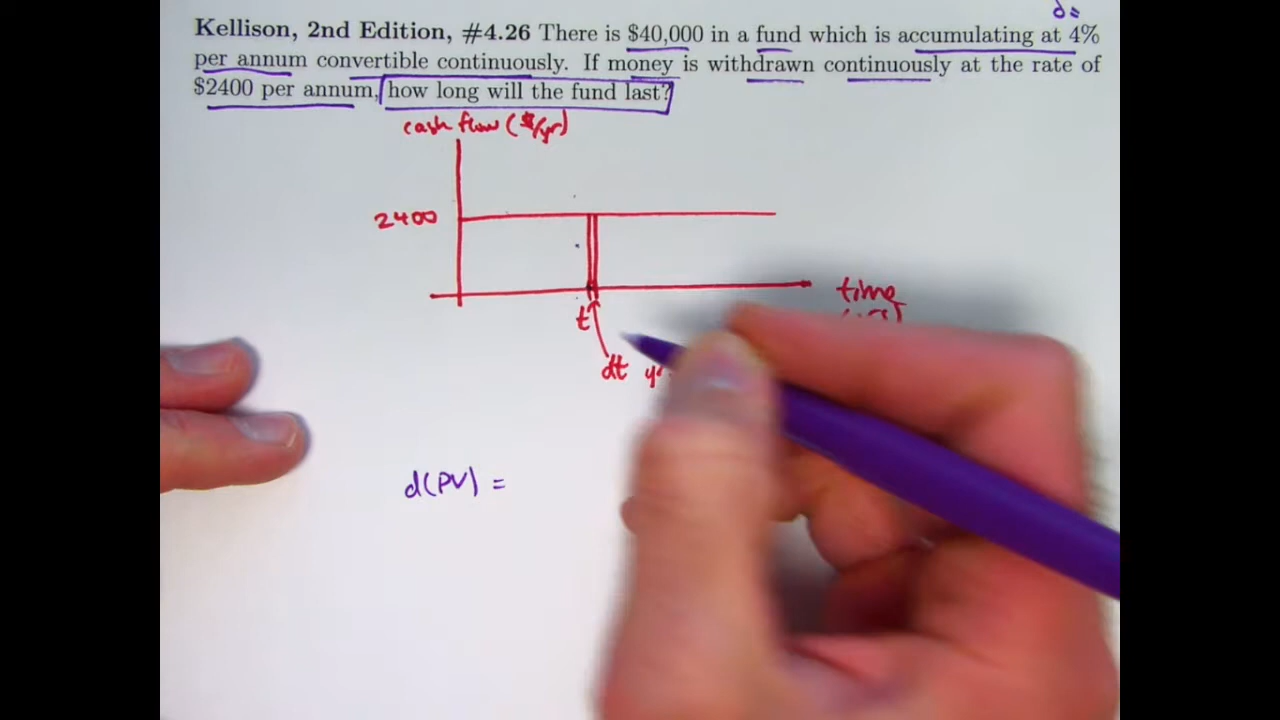 δ=
Kellison, 2nd Edition, #4.26 There is $40,000 in a fund which is accumulating at 4%
per annum convertible continuously. If money is withdrawn continuously at the rate of
$2400 per annum, how long will the fund last?
cash flow ($/yr)
2400
time
t
dt
d(PV) =